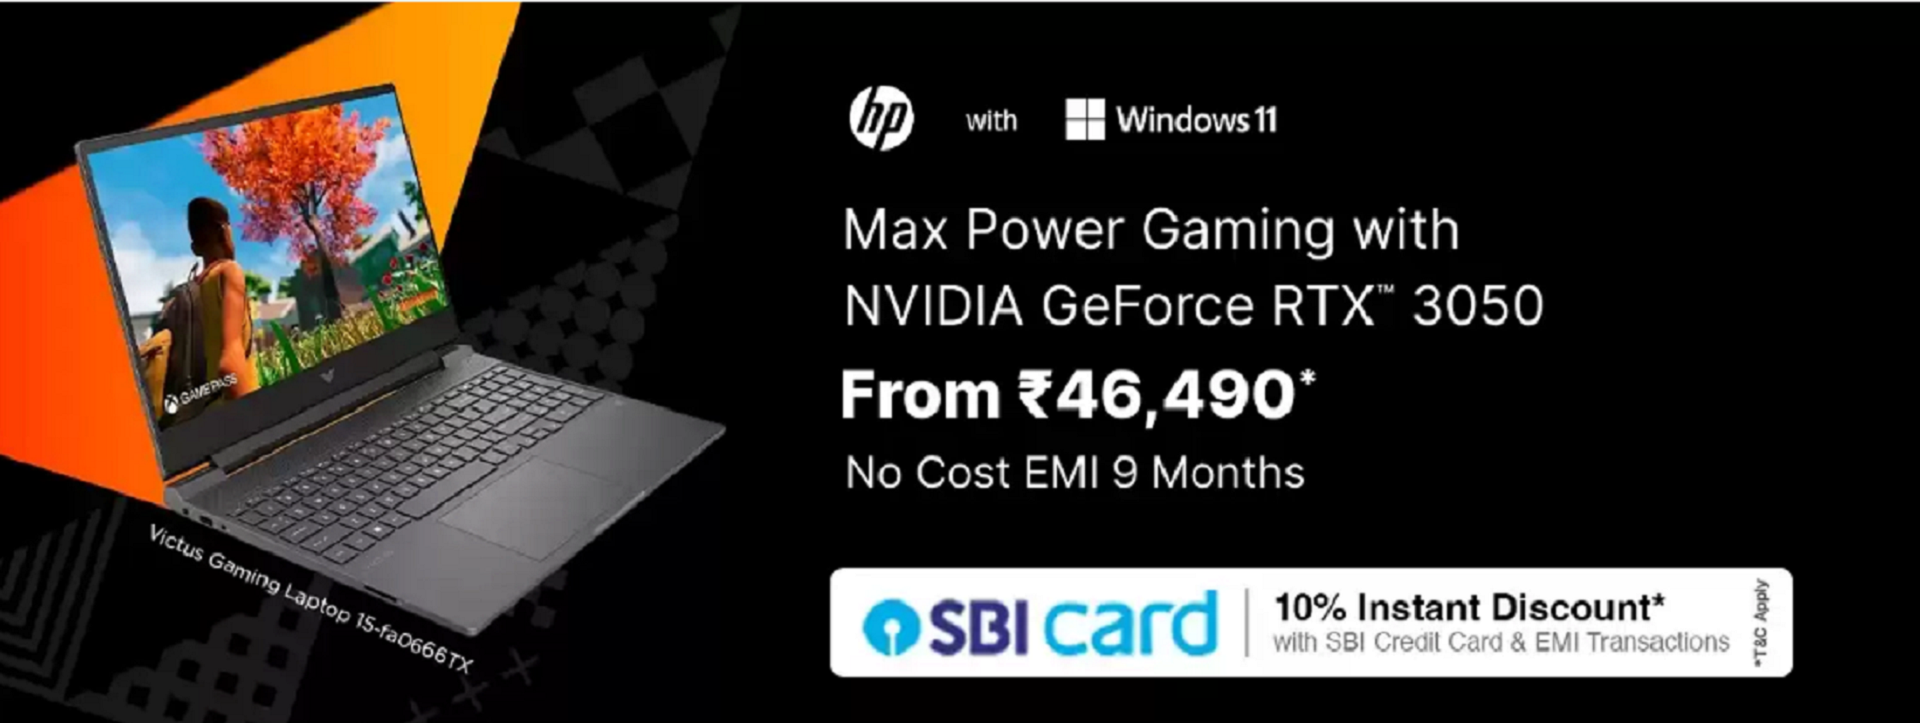 hp with Windows 11
Max Power Gaming with
NVIDIA GeForce RTX™ 3050
From ₹46,490*
No Cost EMI 9 Months
SBI card
10% Instant Discount*
with SBI Credit Card & EMI Transactions
*T&C Apply
GAME PASS
Victus Gaming Laptop 15-fa0666TX